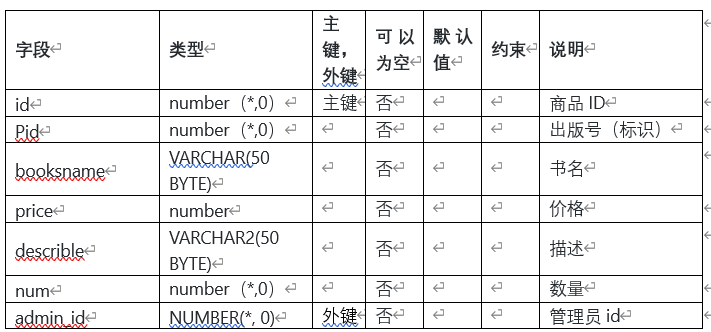 字段 类型 主键，外键 可以为空 默认值 约束 说明
id number（*,0） 主键 否 商品 ID
Pid number（*,0） 否 出版号（标识）
booksname VARCHAR(50 BYTE) 否 书名
price number 否 价格
describle VARCHAR2(50 BYTE) 否 描述
num number（*,0） 否 数量
admin_id NUMBER(*, 0) 外键 否 管理员 id